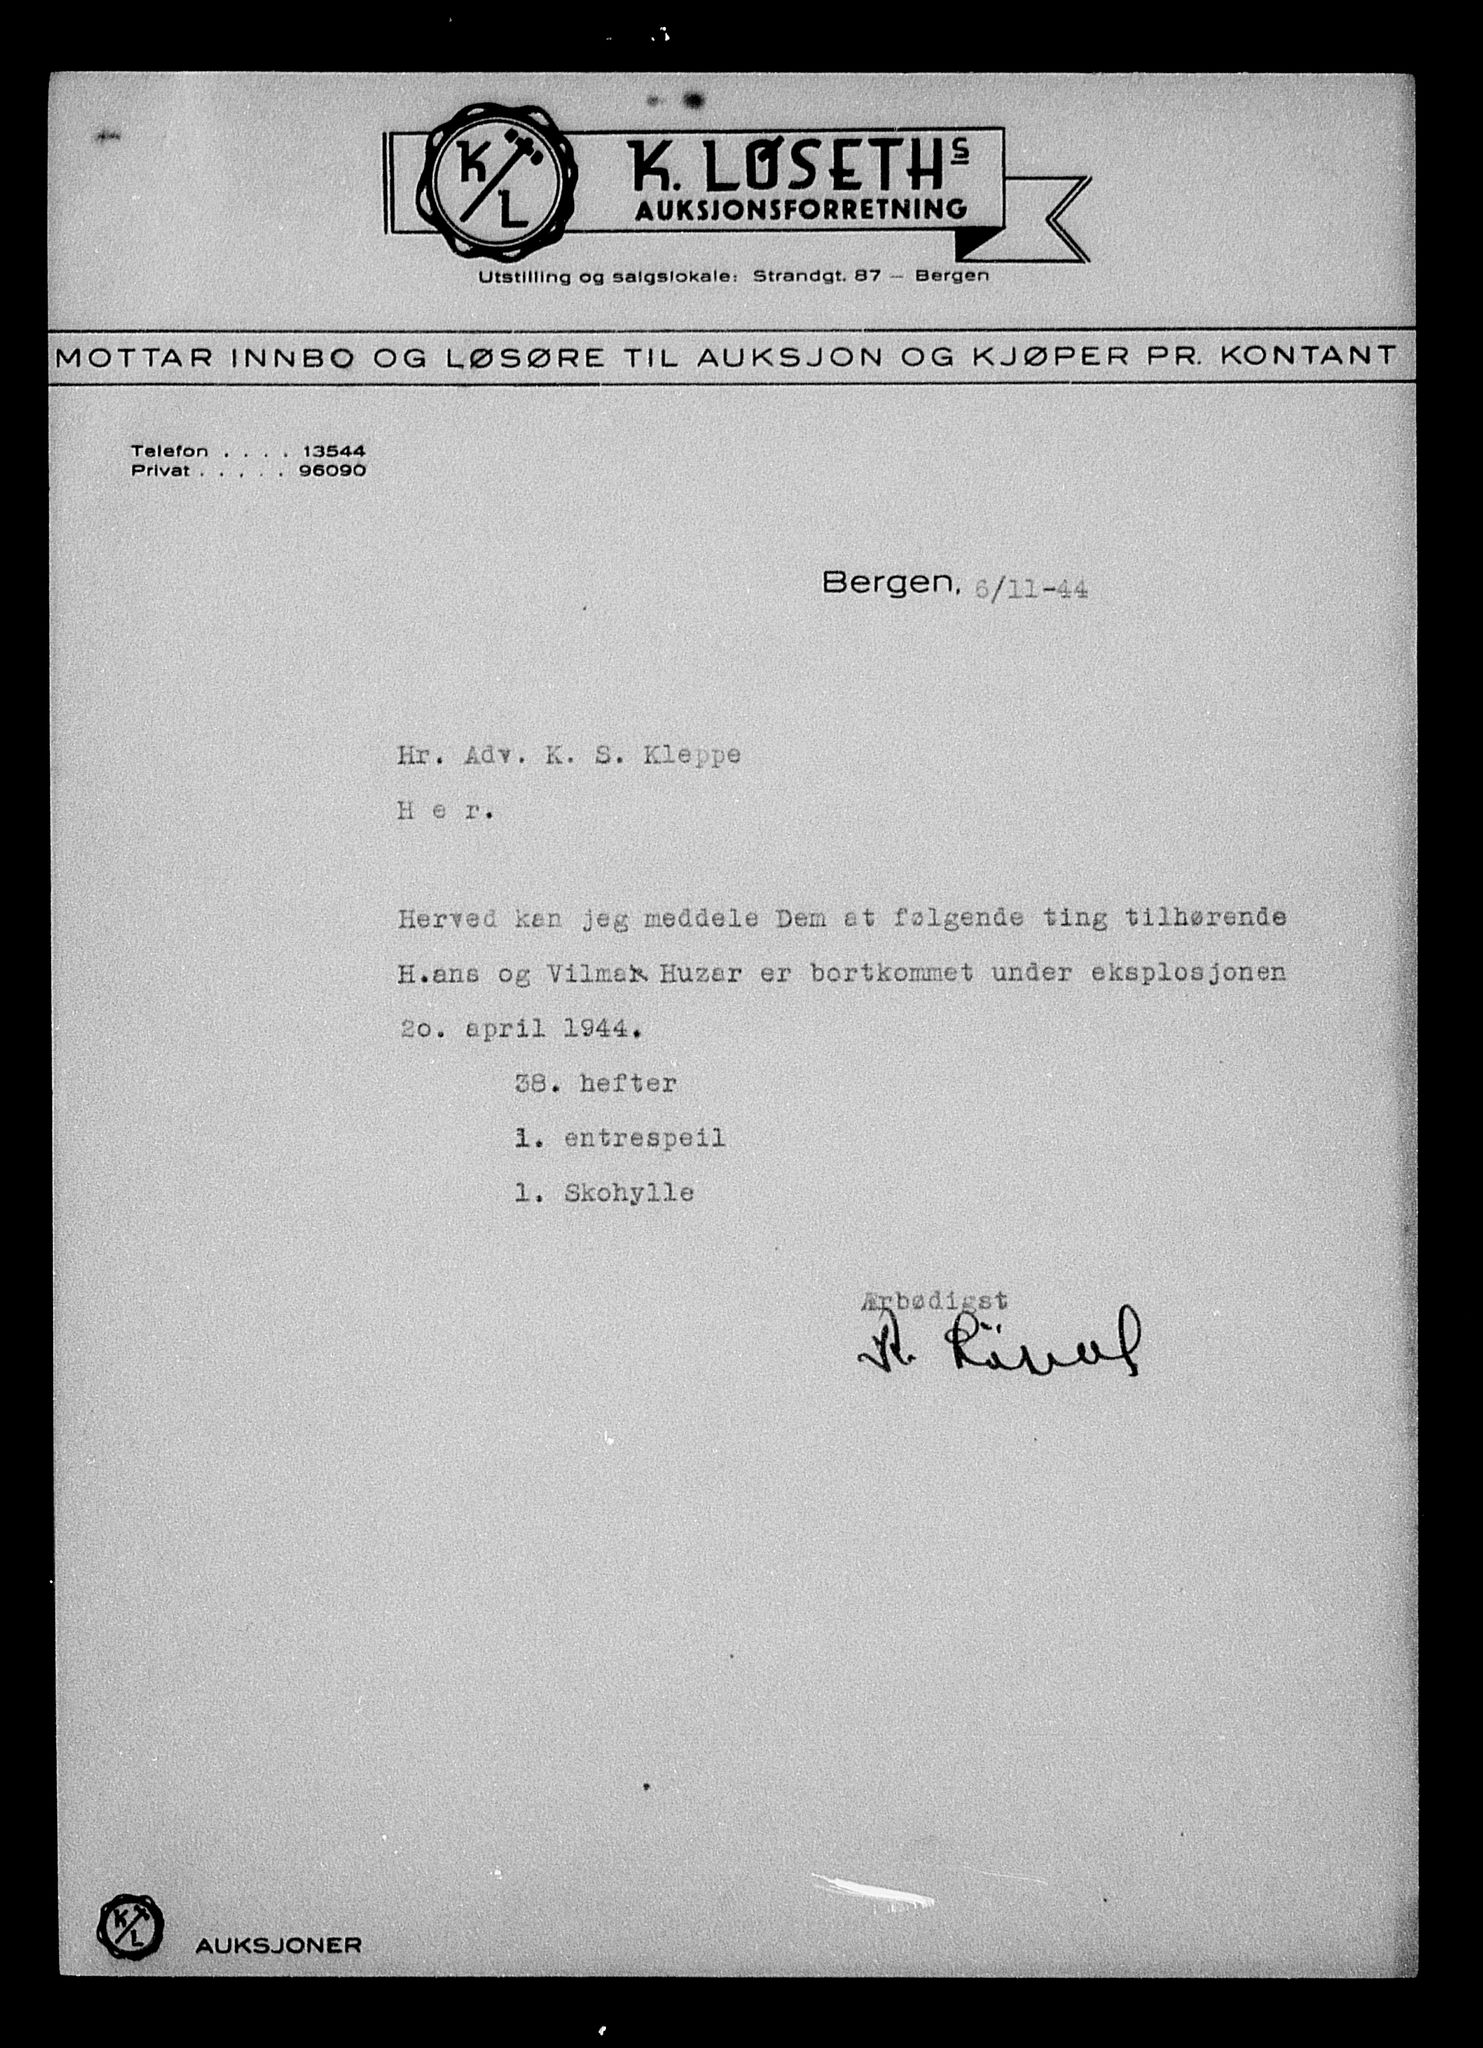 K L
K. LØSETHs
AUKSJONSFORRETNING
Utstilling og salgslokale: Strandgt. 87 — Bergen
MOTTAR INNBO OG LØSØRE TIL AUKSJON OG KJØPER PR. KONTANT
Telefon . . . . 13544
Privat . . . . . 96090
Bergen, 6/11-44
Hr. Adv. K. S. Kleppe
H e r.
Herved kan jeg meddele Dem at følgende ting tilhørende
H.ans og Vilmak Huzar er bortkommet under eksplosjonen
2o. april 1944.
38. hefter
1. entrespeil
1. Skohylle
Ærbødigst
K.
K L
AUKSJONER